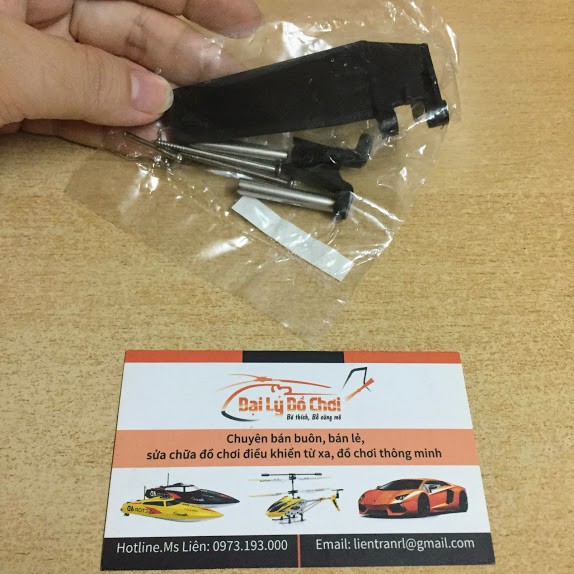 Đại Lý Đồ Chơi
Bé thích, Bố cũng mê
Chuyên bán buôn, bán lẻ,
sửa chữa đồ chơi điều khiển từ xa, đồ chơi thông minh
Hotline.Ms Liên: 0973.193.000
Email: lientranrl@gmail.com